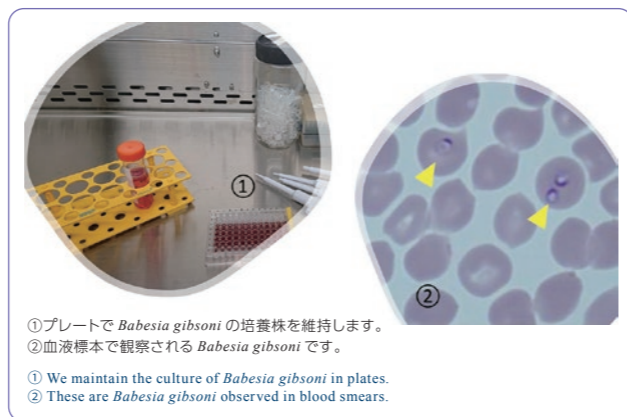 ①
②
①プレートで Babesia gibsoni の培養株を維持します。
②血液標本で観察される Babesia gibsoni です。
① We maintain the culture of Babesia gibsoni in plates.
② These are Babesia gibsoni observed in blood smears.